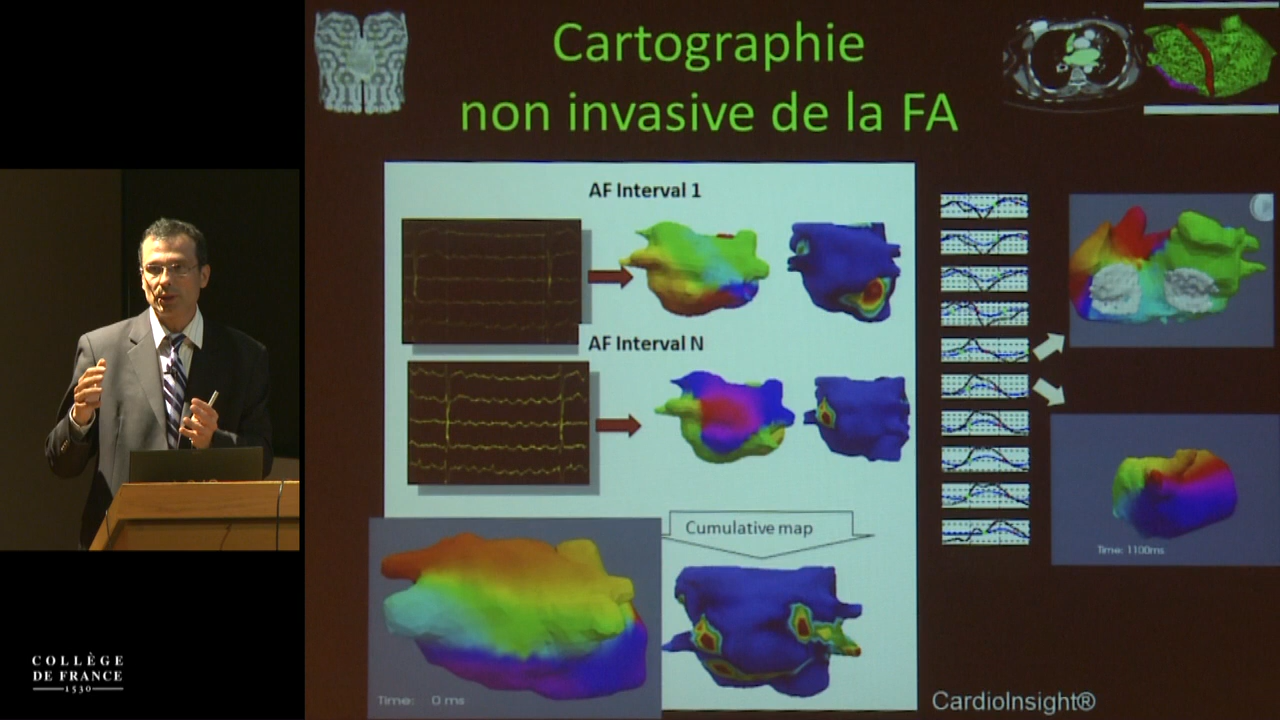 Cartographie
non invasive de la FA
AF Interval 1
AF Interval N
Cumulative map
Time: 0 ms
Time: 1100ms
CardioInsight®
COLLÈGE
DE FRANCE
1530